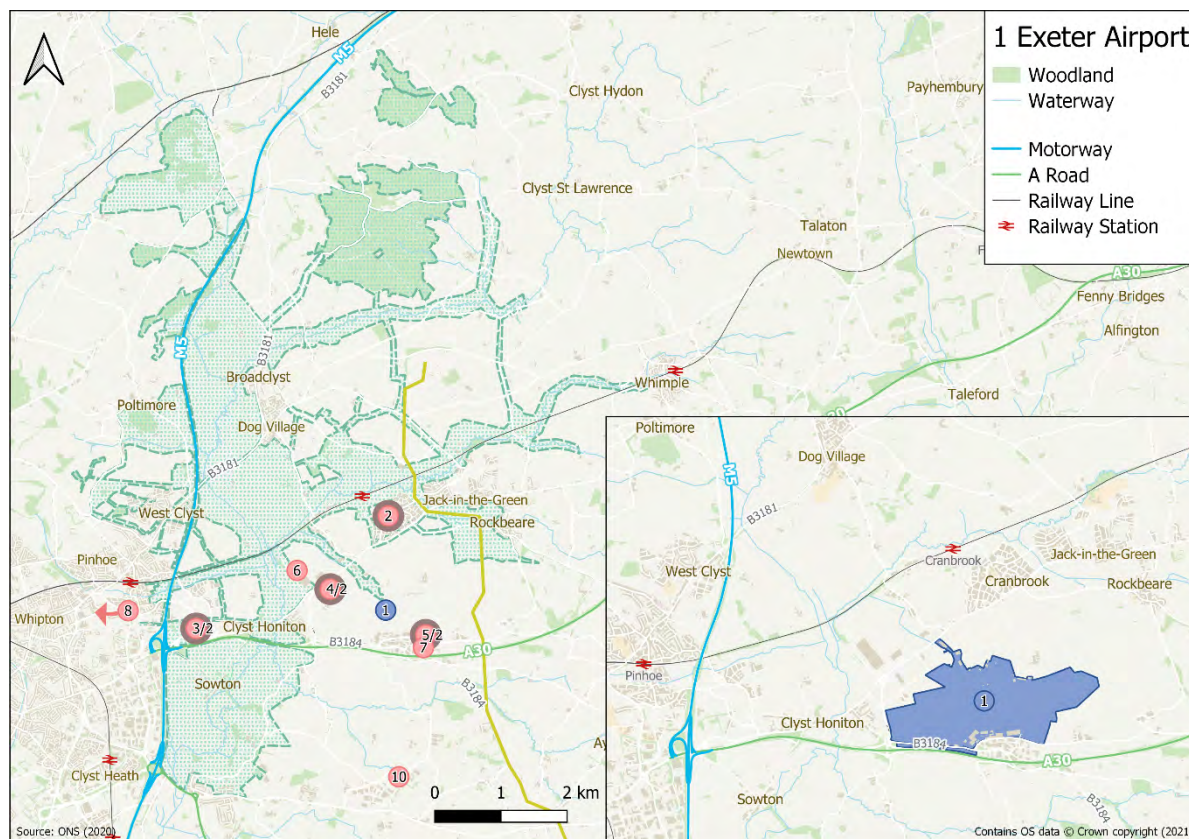 1 Exeter Airport
Woodland
Waterway
Motorway
A Road
Railway Line
Railway Station
Hele
M5
B3181
Clyst Hydon
Payhembury
Clyst St Lawrence
Talaton
Newtown
A30
Fenny Bridges
Alfington
M5
B3181
Broadclyst
Whimple
Taleford
Poltimore
Dog Village
B3181
West Clyst
Jack-in-the-Green
2
Rockbeare
Pinhoe
6
4/2
Whipton
8
1
3/2
Clyst Honiton
5/2
7
B3184
A30
Sowton
B3184
Clyst Heath
10
0 1 2 km
Source: ONS (2020)
Poltimore
M5
Dog Village
B3181
West Clyst
Cranbrook
Jack-in-the-Green
Cranbrook
Rockbeare
Pinhoe
1
Clyst Honiton
B3184
A30
Sowton
B3184
Contains OS data © Crown copyright (2021